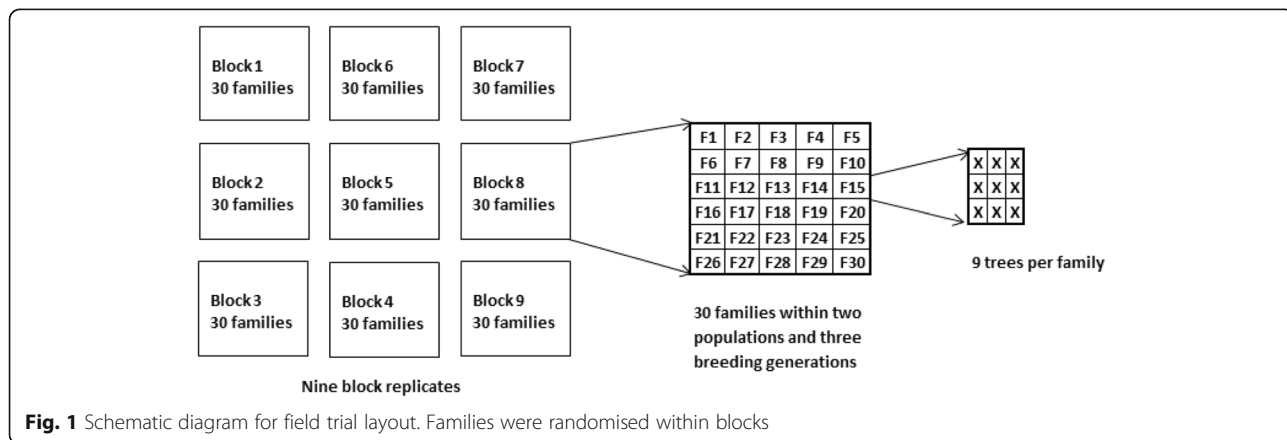 Block 1
30 families
Block 6
30 families
Block 7
30 families
Block 2
30 families
Block 5
30 families
Block 8
30 families
Block 3
30 families
Block 4
30 families
Block 9
30 families
Nine block replicates
F1 F2 F3 F4 F5
F6 F7 F8 F9 F10
F11 F12 F13 F14 F15
F16 F17 F18 F19 F20
F21 F22 F23 F24 F25
F26 F27 F28 F29 F30
30 families within two
populations and three
breeding generations
X X X
X X X
X X X
9 trees per family
Fig. 1 Schematic diagram for field trial layout. Families were randomised within blocks